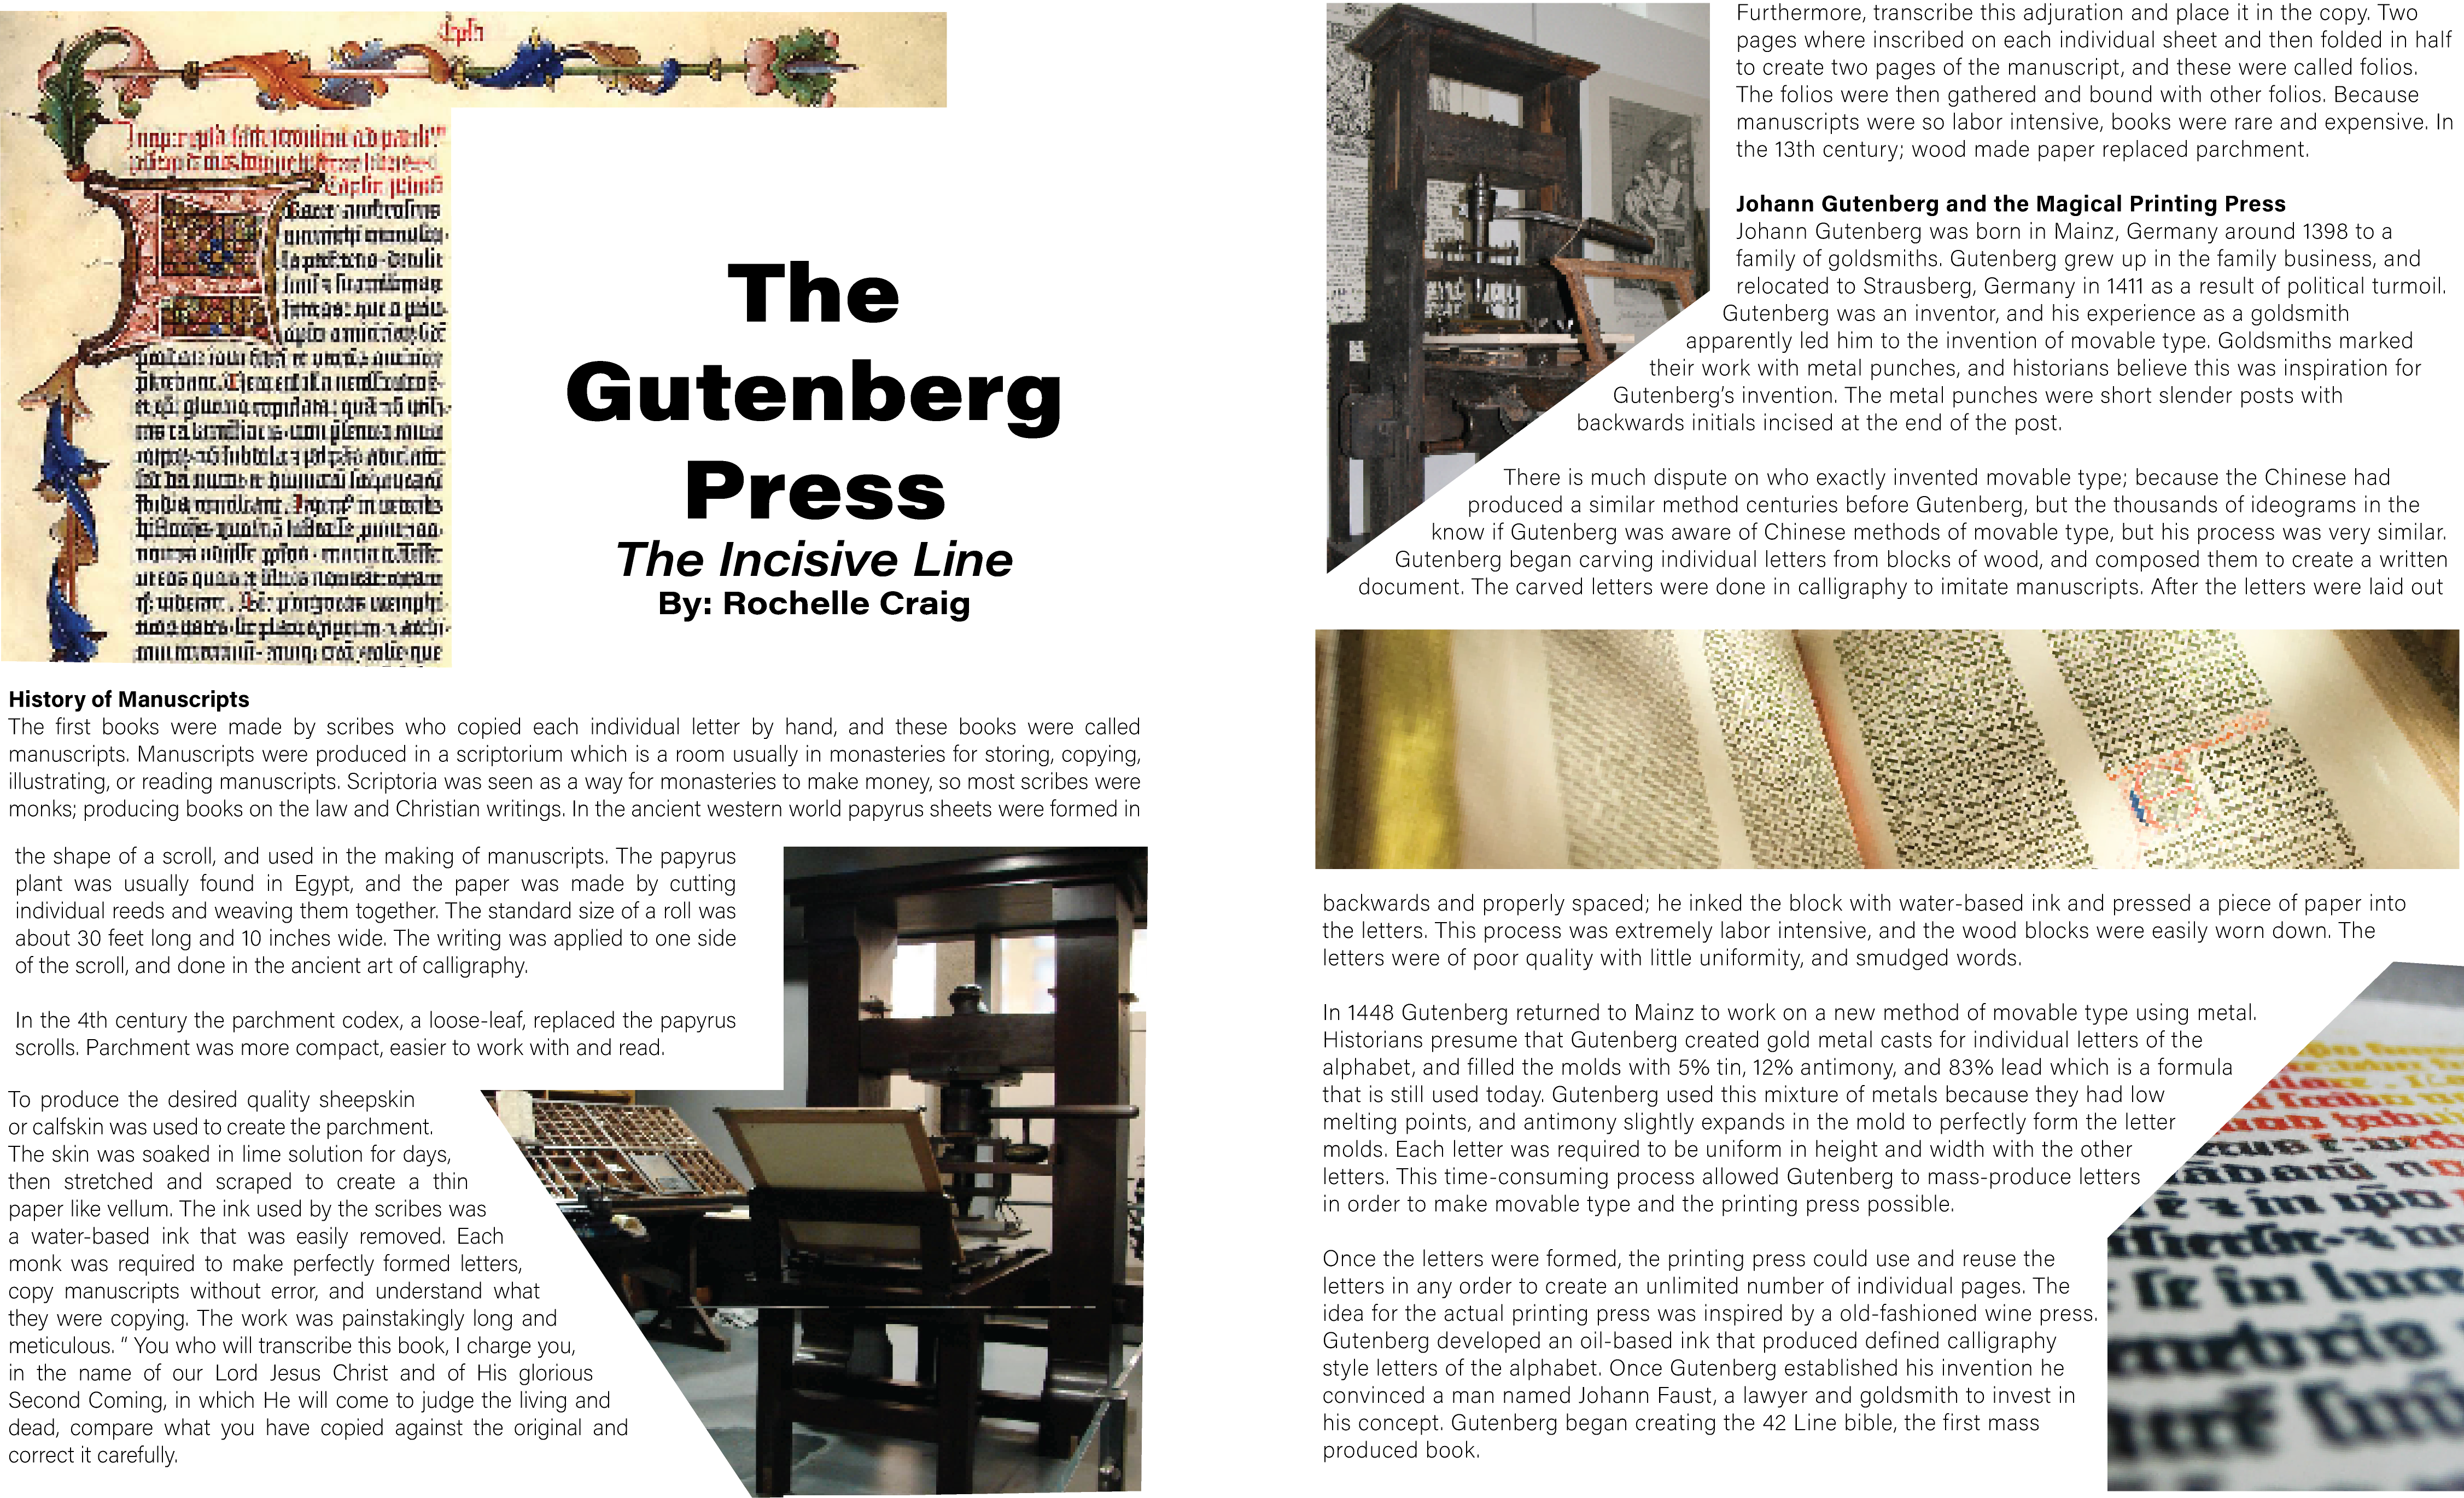 The
Gutenberg
Press
The Incisive Line
By: Rochelle Craig
History of Manuscripts
The first books were made by scribes who copied each individual letter by hand, and these books were called
manuscripts. Manuscripts were produced in a scriptorium which is a room usually in monasteries for storing, copying,
illustrating, or reading manuscripts. Scriptoria was seen as a way for monasteries to make money, so most scribes were
monks; producing books on the law and Christian writings. In the ancient western world papyrus sheets were formed in
the shape of a scroll, and used in the making of manuscripts. The papyrus
plant was usually found in Egypt, and the paper was made by cutting
individual reeds and weaving them together. The standard size of a roll was
about 30 feet long and 10 inches wide. The writing was applied to one side
of the scroll, and done in the ancient art of calligraphy.
In the 4th century the parchment codex, a loose-leaf, replaced the papyrus
scrolls. Parchment was more compact, easier to work with and read.
To produce the desired quality sheepskin
or calfskin was used to create the parchment.
The skin was soaked in lime solution for days,
then stretched and scraped to create a thin
paper like vellum. The ink used by the scribes was
a water-based ink that was easily removed. Each
monk was required to make perfectly formed letters,
copy manuscripts without error, and understand what
they were copying. The work was painstakingly long and
meticulous. “ You who will transcribe this book, I charge you,
in the name of our Lord Jesus Christ and of His glorious
Second Coming, in which He will come to judge the living and
dead, compare what you have copied against the original and
correct it carefully.
Furthermore, transcribe this adjuration and place it in the copy. Two
pages where inscribed on each individual sheet and then folded in half
to create two pages of the manuscript, and these were called folios.
The folios were then gathered and bound with other folios. Because
manuscripts were so labor intensive, books were rare and expensive. In
the 13th century; wood made paper replaced parchment.
Johann Gutenberg and the Magical Printing Press
Johann Gutenberg was born in Mainz, Germany around 1398 to a
family of goldsmiths. Gutenberg grew up in the family business, and
relocated to Strausberg, Germany in 1411 as a result of political turmoil.
Gutenberg was an inventor, and his experience as a goldsmith
apparently led him to the invention of movable type. Goldsmiths marked
their work with metal punches, and historians believe this was inspiration for
Gutenberg’s invention. The metal punches were short slender posts with
backwards initials incised at the end of the post.
There is much dispute on who exactly invented movable type; because the Chinese had
produced a similar method centuries before Gutenberg, but the thousands of ideograms in the
know if Gutenberg was aware of Chinese methods of movable type, but his process was very similar.
Gutenberg began carving individual letters from blocks of wood, and composed them to create a written
document. The carved letters were done in calligraphy to imitate manuscripts. After the letters were laid out
backwards and properly spaced; he inked the block with water-based ink and pressed a piece of paper into
the letters. This process was extremely labor intensive, and the wood blocks were easily worn down. The
letters were of poor quality with little uniformity, and smudged words.
In 1448 Gutenberg returned to Mainz to work on a new method of movable type using metal.
Historians presume that Gutenberg created gold metal casts for individual letters of the
alphabet, and filled the molds with 5% tin, 12% antimony, and 83% lead which is a formula
that is still used today. Gutenberg used this mixture of metals because they had low
melting points, and antimony slightly expands in the mold to perfectly form the letter
molds. Each letter was required to be uniform in height and width with the other
letters. This time-consuming process allowed Gutenberg to mass-produce letters
in order to make movable type and the printing press possible.
Once the letters were formed, the printing press could use and reuse the
letters in any order to create an unlimited number of individual pages. The
idea for the actual printing press was inspired by a old-fashioned wine press.
Gutenberg developed an oil-based ink that produced defined calligraphy
style letters of the alphabet. Once Gutenberg established his invention he
convinced a man named Johann Faust, a lawyer and goldsmith to invest in
his concept. Gutenberg began creating the 42 Line bible, the first mass
produced book.